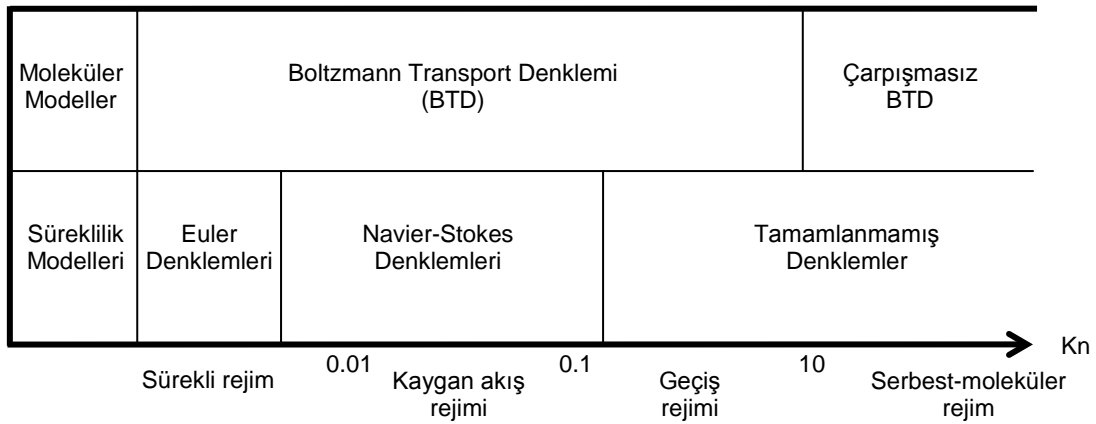 Moleküler
Modeller
Boltzmann Transport Denklemi
(BTD)
Çarpışmasız
BTD
Süreklilik
Modelleri
Euler
Denklemleri
Navier-Stokes
Denklemleri
Tamamlanmamış
Denklemler
Kn
0.01
0.1
10
Sürekli rejim
Kaygan akış
rejimi
Geçiş
rejimi
Serbest-moleküler
rejim